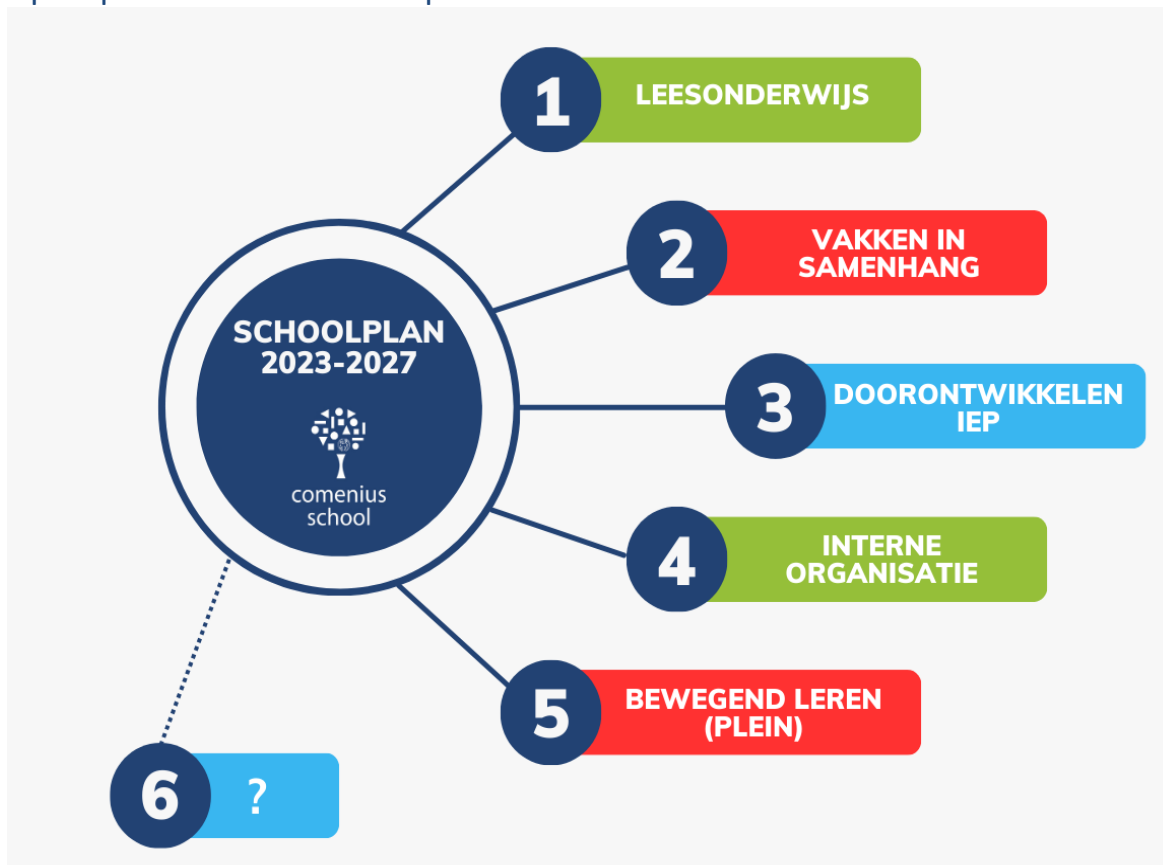 1
LEESONDERWIJS
2
VAKKEN IN
SAMENHANG
SCHOOLPLAN
2023-2027
comenius
school
3
DOORONTWIKKELEN
IEP
4
INTERNE
ORGANISATIE
5
BEWEGEND LEREN
(PLEIN)
6
?